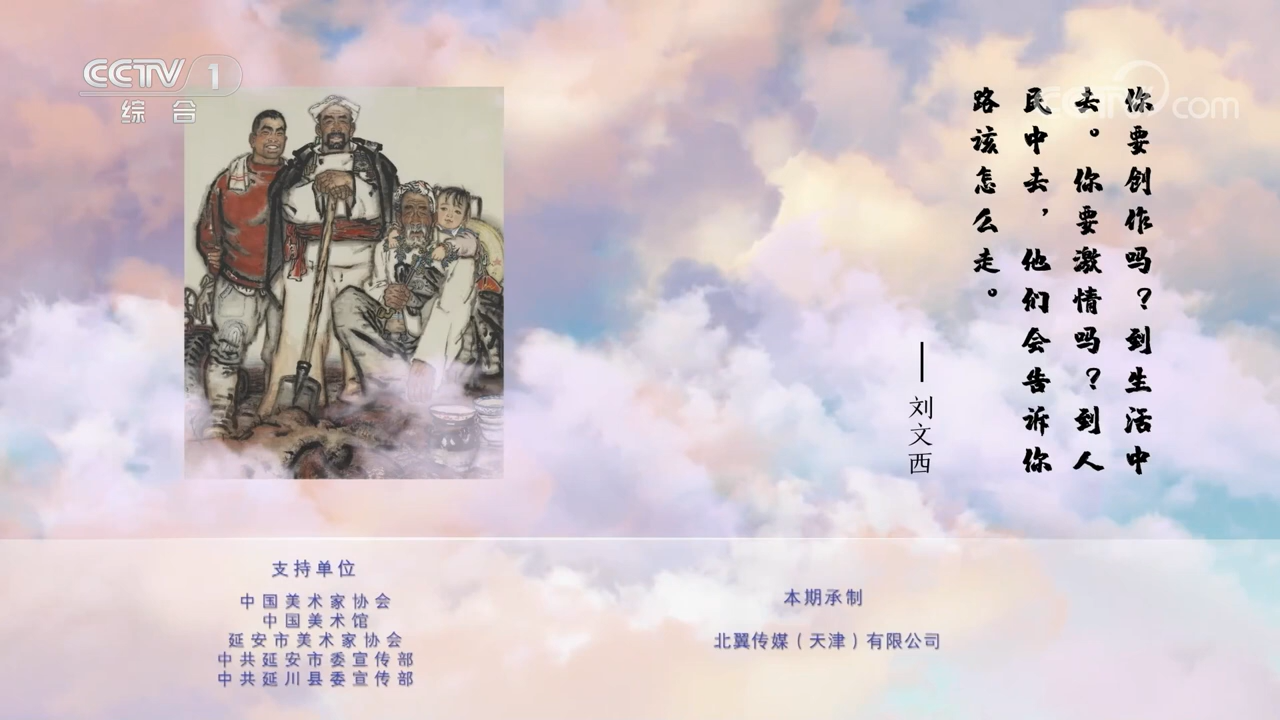 CCTV 1
综合
CCTV com
你要创作吗？到生活中
去。你要激情吗？到人
民中去，他们会告诉你
路该怎么走。
—刘文西
支持单位
中国美术家协会
中国美术馆
延安市美术家协会
中共延安市委宣传部
中共延川县委宣传部
本期承制
北翼传媒（天津）有限公司